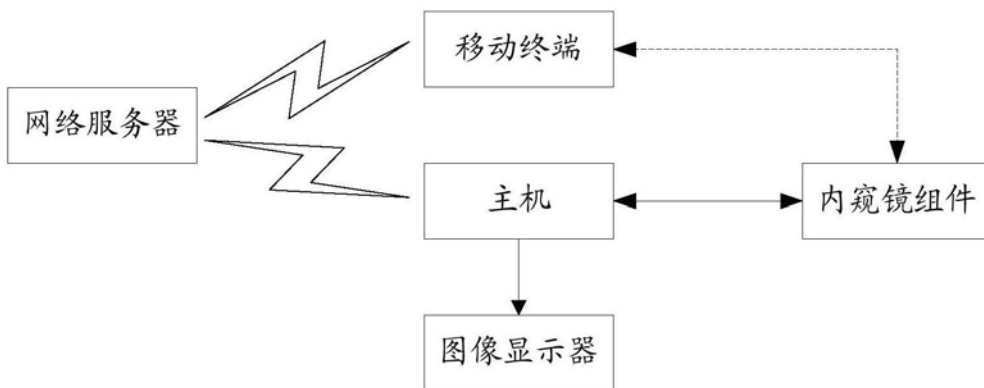 移动终端
网络服务器
主机
内窥镜组件
图像显示器